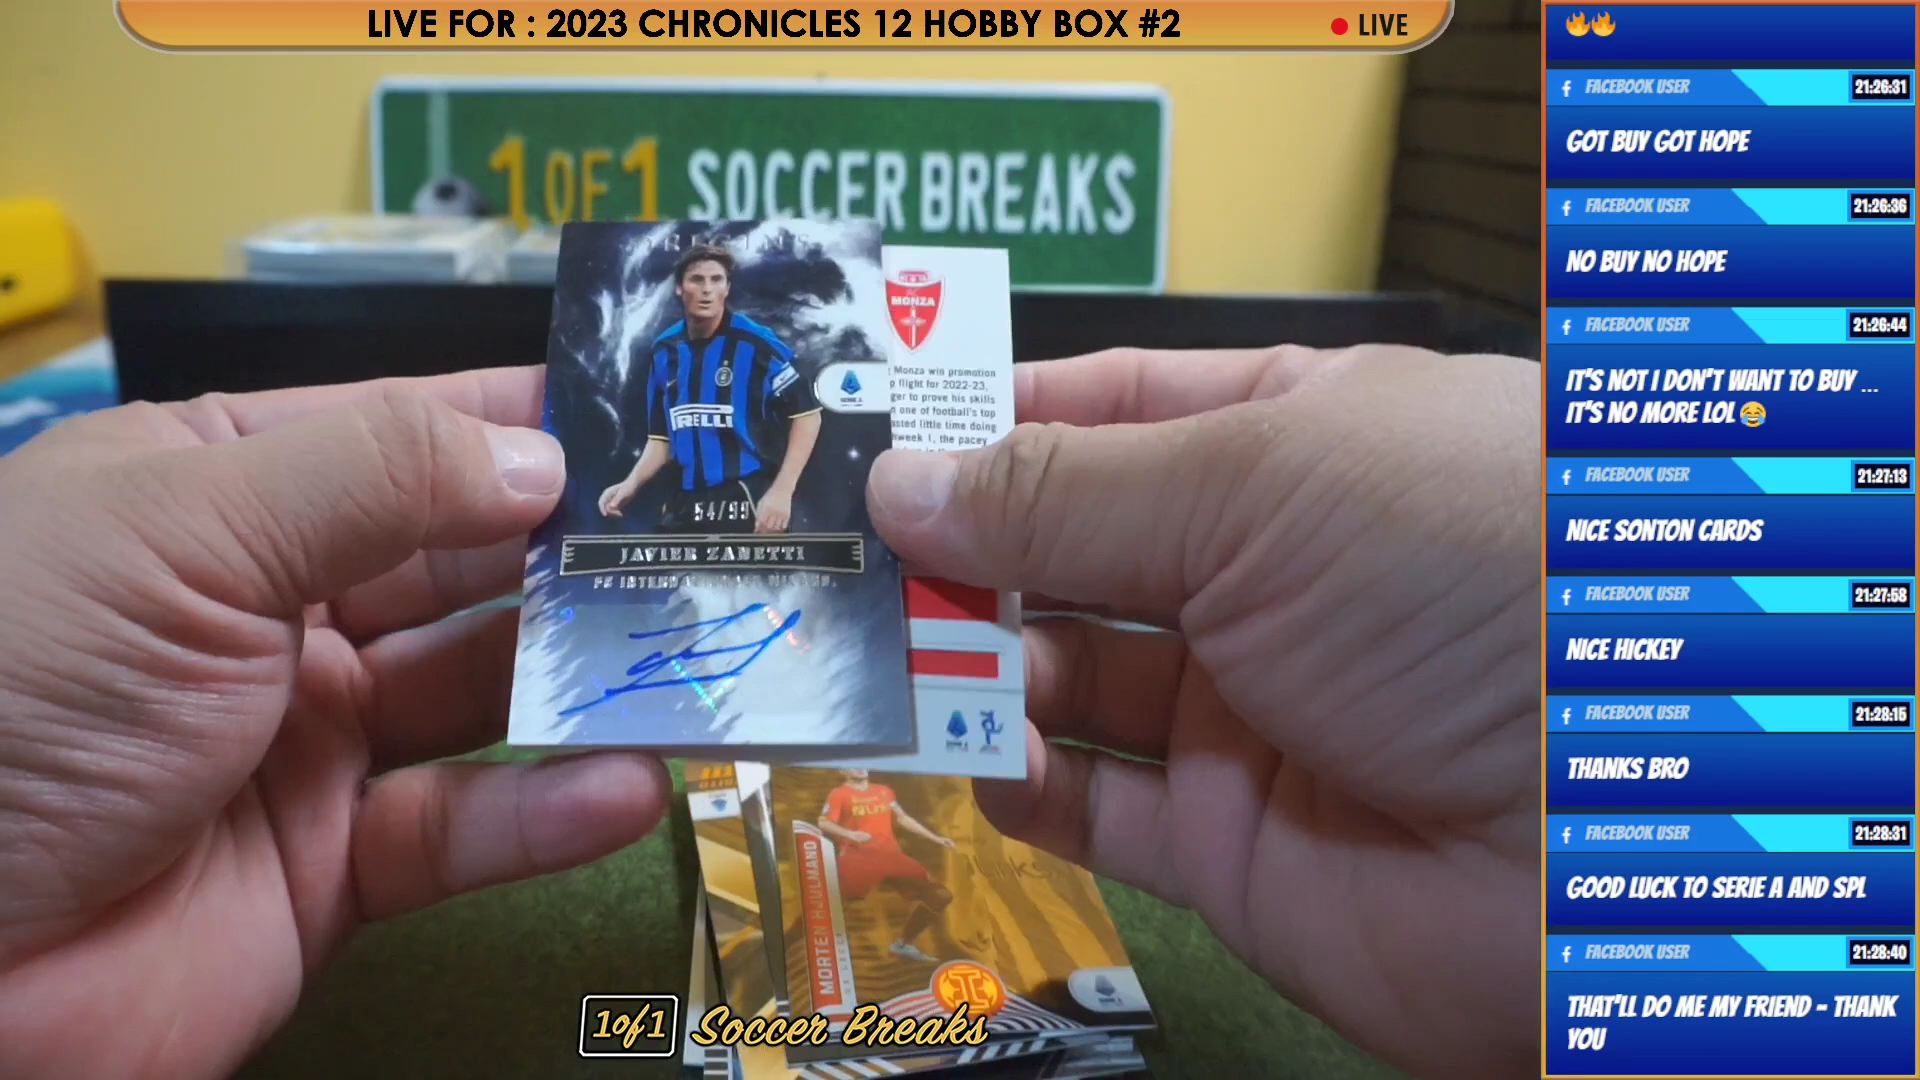 LIVE FOR : 2023 CHRONICLES 12 HOBBY BOX #2
LIVE
1 OF 1 SOCCER BREAKS
ORIGINS
MONZA
Monza win promotion
flight for 2022-23,
to prove his skills
one of football's top
little time doing
week 1, the pacey
PIRELLI
SERIE A
54/99
JAVIER ZANETTI
SERIE A
MORTEN HJULMAND
1of1 Soccer Breaks
FACEBOOK USER
21:26:31
GOT BUY GOT HOPE
FACEBOOK USER
21:26:36
NO BUY NO HOPE
FACEBOOK USER
21:26:44
IT'S NOT I DON'T WANT TO BUY ...
IT'S NO MORE LOL 😂
FACEBOOK USER
21:27:13
NICE SONTON CARDS
FACEBOOK USER
21:27:58
NICE HICKEY
FACEBOOK USER
21:28:15
THANKS BRO
FACEBOOK USER
21:28:31
GOOD LUCK TO SERIE A AND SPL
FACEBOOK USER
21:28:40
THAT'LL DO ME MY FRIEND - THANK
YOU